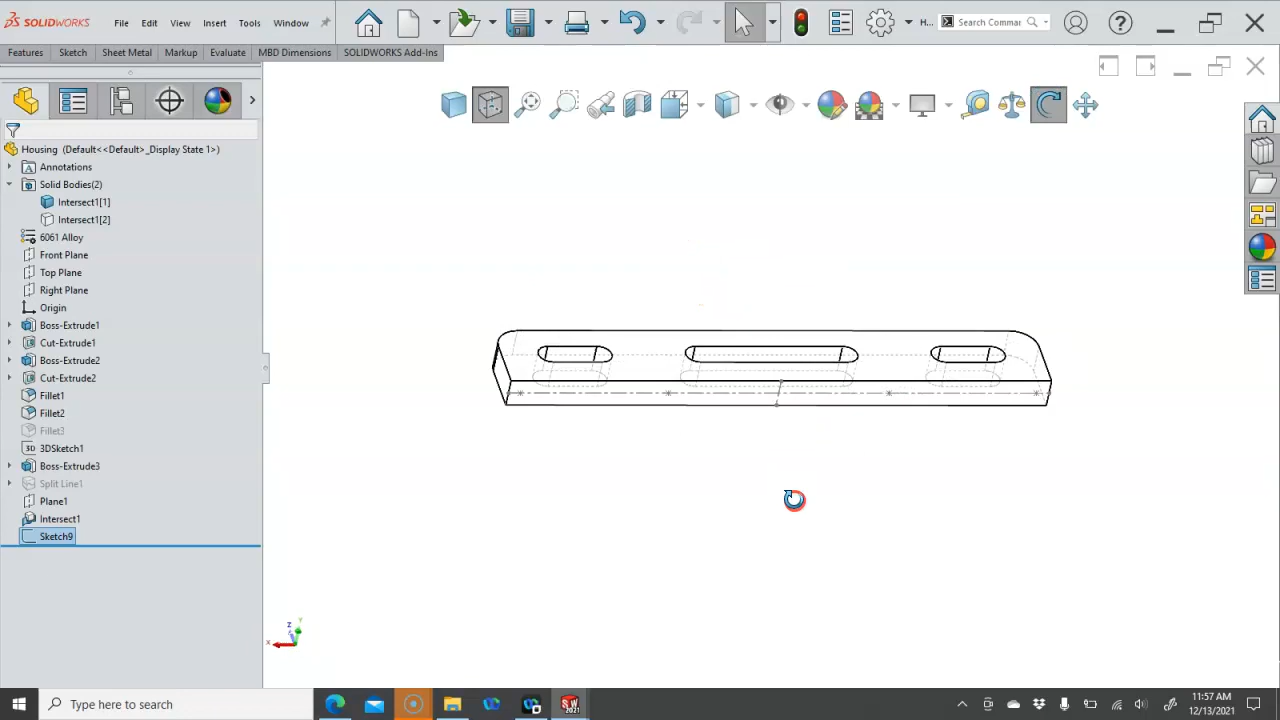 SOLIDWORKS File Edit View Insert Tools Window H... Search Commar
Features Sketch Sheet Metal Markup Evaluate MBD Dimensions SOLIDWORKS Add-Ins
Housing (Default<<Default>_Display State 1>)
Annotations
Solid Bodies(2)
Intersect1[1]
Intersect1[2]
6061 Alloy
Front Plane
Top Plane
Right Plane
Origin
Boss-Extrude1
Cut-Extrude1
Boss-Extrude2
Cut-Extrude2
Fillet1
Fillet2
Fillet3
3D 3DSketch1
Boss-Extrude3
Split Line1
Plane1
Intersect1
Sketch9
Y
Z
X
Type here to search
SW
2021
11:57 AM
12/13/2021